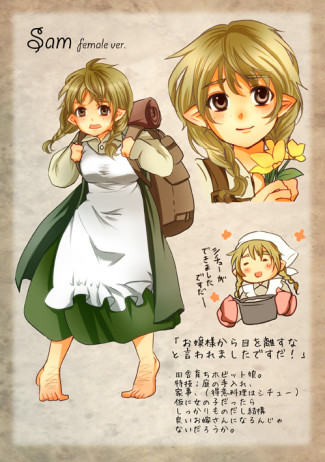 Sam female ver.
シチューが
できました
ですだ〜
「お嬢様から目を離すな
と言われましたですだ!」
田舎育ちホビット娘。
特技:庭の手入れ、
家事、(得意料理はシチュー)
仮に女の子だったら
しっかりものだし結構
良いお嫁さんになるんじゃ
ないだろうか。